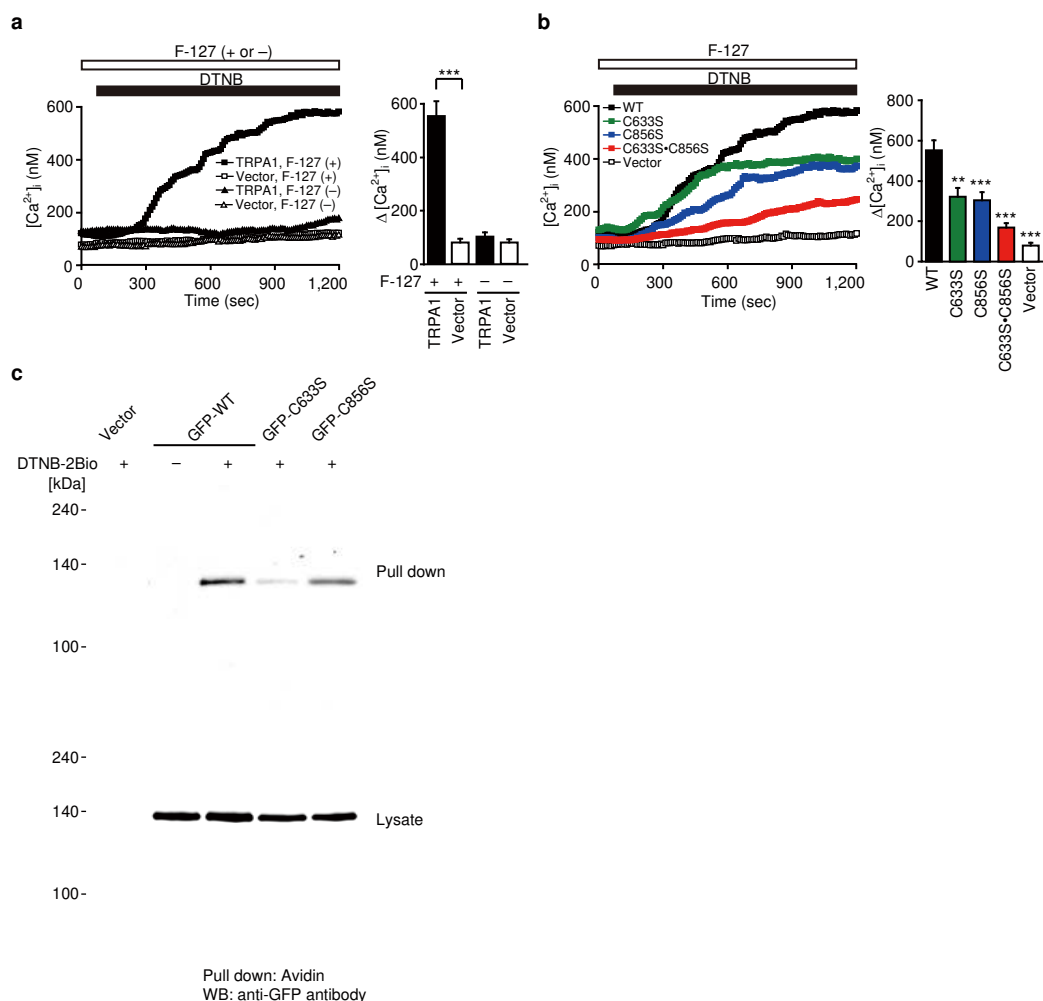 a
F-127 (+ or –)
DTNB
600
400
200
0
[Ca2+]i (nM)
TRPA1, F-127 (+)
Vector, F-127 (+)
TRPA1, F-127 (–)
Vector, F-127 (–)
0 300 600 900 1,200
Time (sec)
***
600
400
200
0
Δ[Ca2+]i (nM)
F-127 + + – –
TRPA1
Vector
TRPA1
Vector
b
F-127
DTNB
600
400
200
0
[Ca2+]i (nM)
WT
C633S
C856S
C633S•C856S
Vector
0 300 600 900 1,200
Time (sec)
800
600
400
200
0
Δ[Ca2+]i (nM)
** *** *** ***
WT
C633S
C856S
C633S•C856S
Vector
c
Vector
GFP-WT
GFP-C633S
GFP-C856S
DTNB-2Bio + – + + +
[kDa]
240-
140-
Pull down
100-
240-
140-
Lysate
100-
Pull down: Avidin
WB: anti-GFP antibody